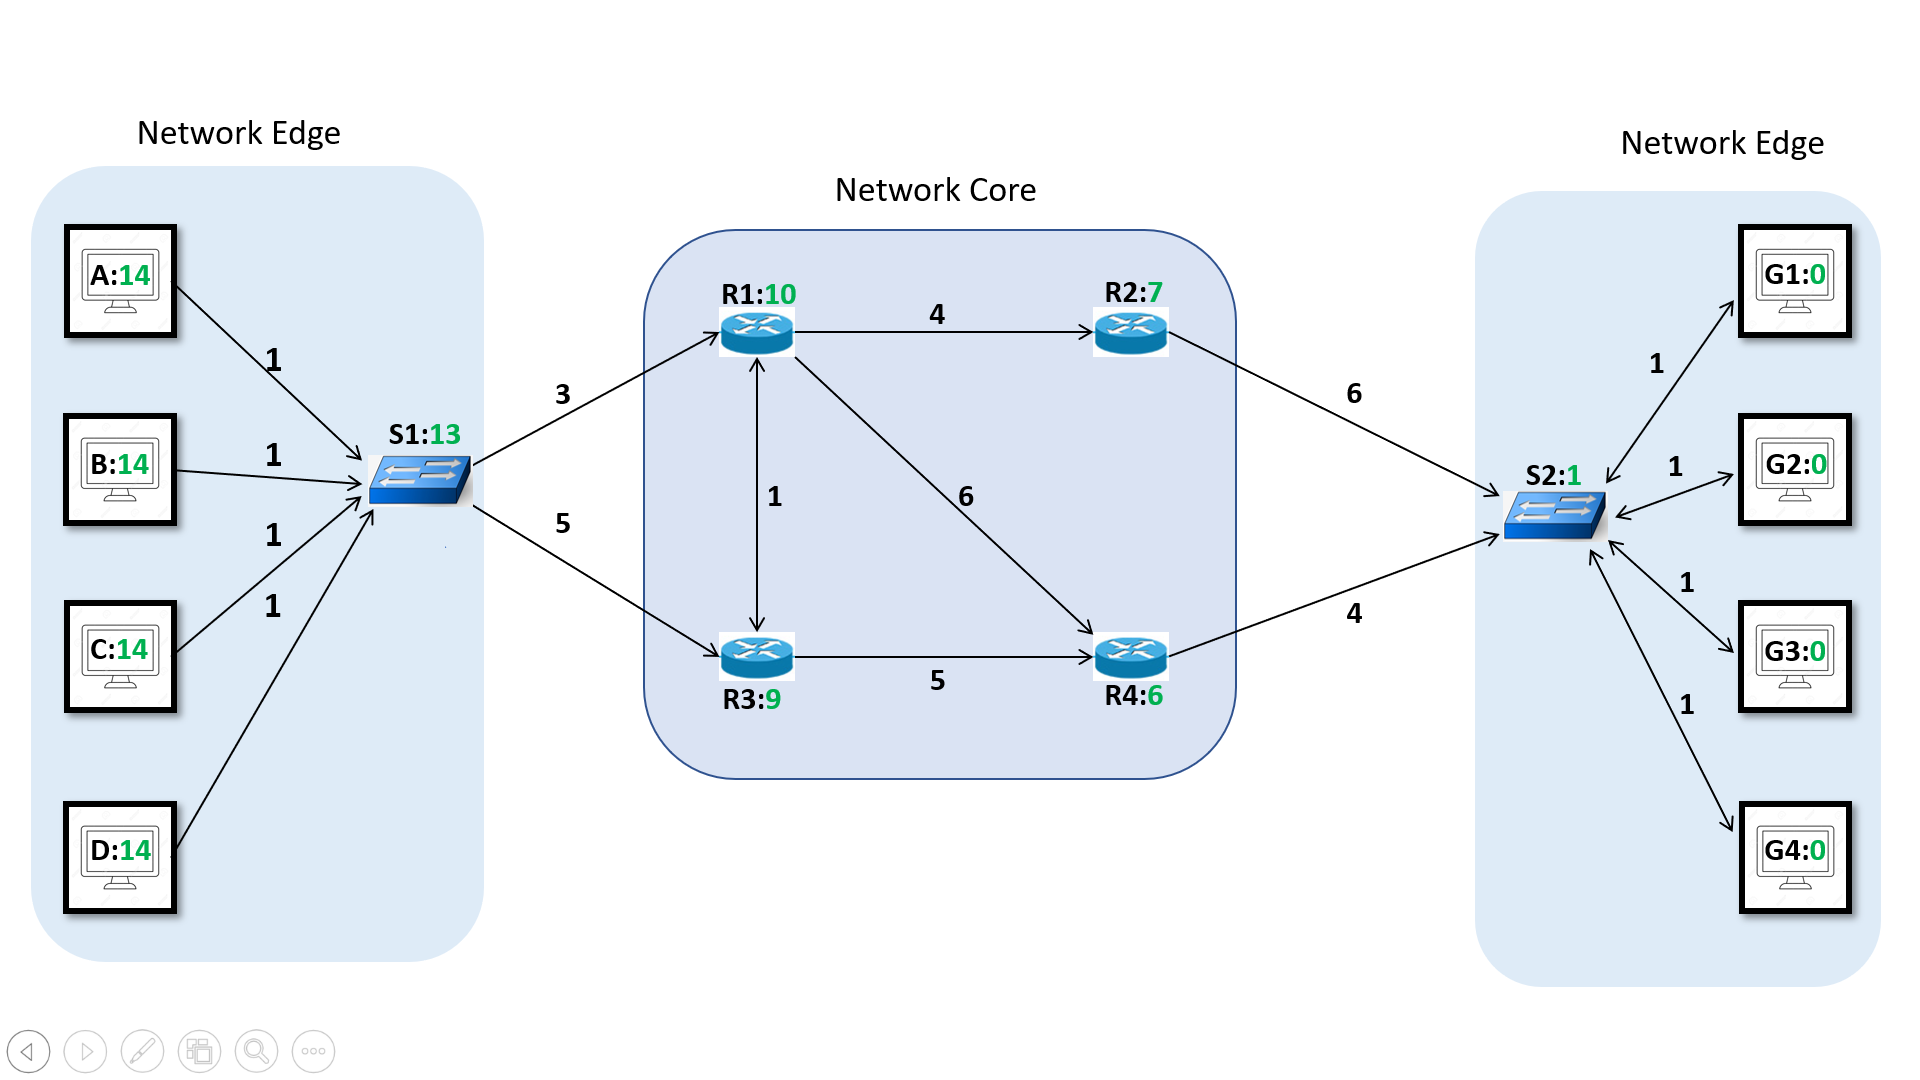 Network Edge
Network Edge
Network Core
A:14
B:14
C:14
D:14
1
1
1
1
S1:13
3
5
R1:10
4
R2:7
1
6
R3:9
5
R4:6
6
4
S2:1
1
1
1
1
G1:0
G2:0
G3:0
G4:0